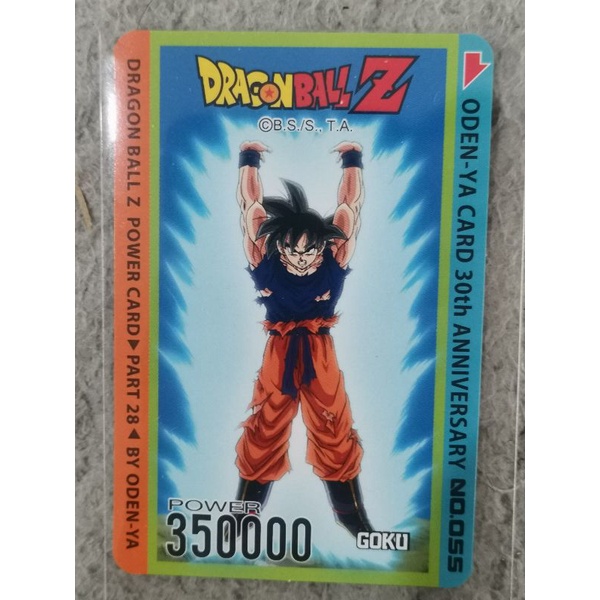 DRAGON BALL Z
©B.S./S., T.A.
DRAGON BALL Z POWER CARD▶PART 28◀BY ODEN-YA
ODEN-YA CARD 30th ANNIVERSARY NO.055
POWER
350000
GOKU